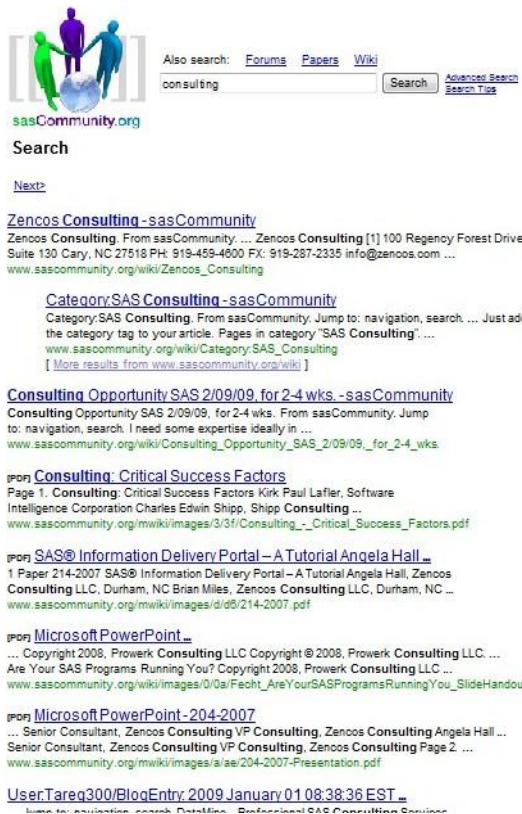 sasCommunity.org
Also search: Forums Papers Wiki
consulting Search Advanced Search
Search Tips
Search
Next>
Zencos Consulting - sasCommunity
Zencos Consulting. From sasCommunity. ... Zencos Consulting [1] 100 Regency Forest Drive
Suite 130 Cary, NC 27518 PH: 919-459-4600 FX: 919-287-2335 info@zencos.com ...
www.sascommunity.org/wiki/Zencos_Consulting
Category:SAS Consulting - sasCommunity
Category:SAS Consulting. From sasCommunity. Jump to: navigation, search. ... Just add
the category tag to your article. Pages in category "SAS Consulting". ...
www.sascommunity.org/wiki/Category:SAS_Consulting
[ More results from www.sascommunity.org/wiki ]
Consulting Opportunity SAS 2/09/09, for 2-4 wks. - sasCommunity
Consulting Opportunity SAS 2/09/09, for 2-4 wks. From sasCommunity. Jump
to: navigation, search. I need some expertise ideally in ...
www.sascommunity.org/wiki/Consulting_Opportunity_SAS_2/09/09,_for_2-4_wks.
[PDF] Consulting: Critical Success Factors
Page 1. Consulting: Critical Success Factors Kirk Paul Lafler, Software
Intelligence Corporation Charles Edwin Shipp, Shipp Consulting ...
www.sascommunity.org/mwiki/images/3/3f/Consulting_-_Critical_Success_Factors.pdf
[PDF] SAS® Information Delivery Portal – A Tutorial Angela Hall ...
1 Paper 214-2007 SAS® Information Delivery Portal – A Tutorial Angela Hall, Zencos
Consulting LLC, Durham, NC Brian Miles, Zencos Consulting LLC, Durham, NC ...
www.sascommunity.org/mwiki/images/d/d6/214-2007.pdf
[PDF] Microsoft PowerPoint ...
... Copyright 2008, Prowerk Consulting LLC Copyright © 2008, Prowerk Consulting LLC. ...
Are Your SAS Programs Running You? Copyright 2008, Prowerk Consulting LLC ...
www.sascommunity.org/wiki/images/0/0a/Fecht_AreYourSASProgramsRunningYou_SlideHandou
[PDF] Microsoft PowerPoint - 204-2007
... Senior Consultant, Zencos Consulting VP Consulting, Zencos Consulting Angela Hall ...
Senior Consultant, Zencos Consulting VP Consulting, Zencos Consulting Page 2. ...
www.sascommunity.org/mwiki/images/a/ae/204-2007-Presentation.pdf
User:Tareq300/BlogEntry: 2009 January 01 08:38:36 EST ...
... Jump to: navigation, search. DataMine - Professional SAS Consulting Services